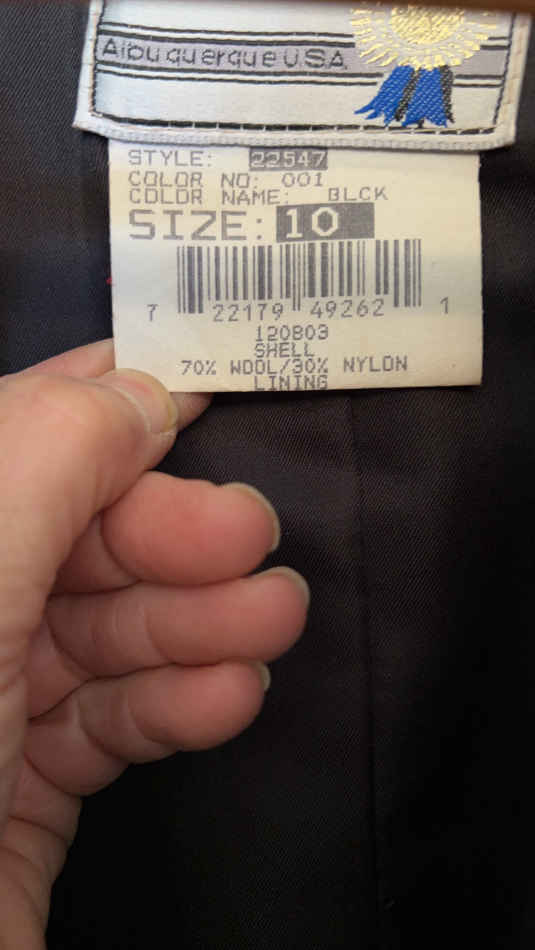 Albuquerque U.S.A.
STYLE: 22547
COLOR NO: 001
COLOR NAME: BLCK
SIZE: 10
7 22179 49262 1
120803
SHELL
70% WOOL/30% NYLON
LINING